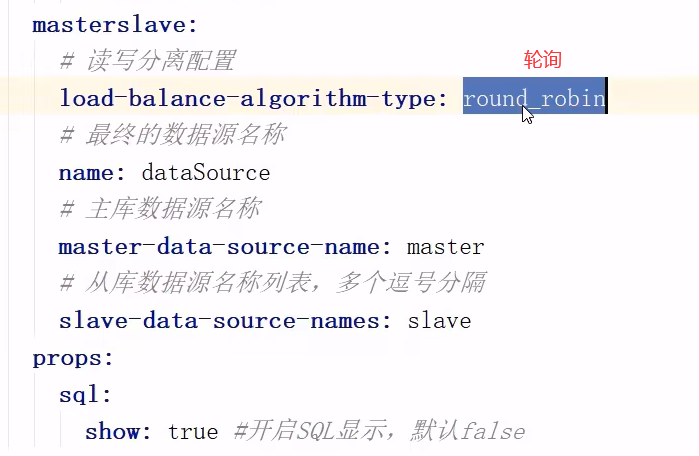 masterslave:
# 读写分离配置
轮询
load-balance-algorithm-type: round_robin
# 最终的数据源名称
name: dataSource
# 主库数据源名称
master-data-source-name: master
# 从库数据源名称列表，多个逗号分隔
slave-data-source-names: slave
props:
sql:
show: true #开启SQL显示，默认false